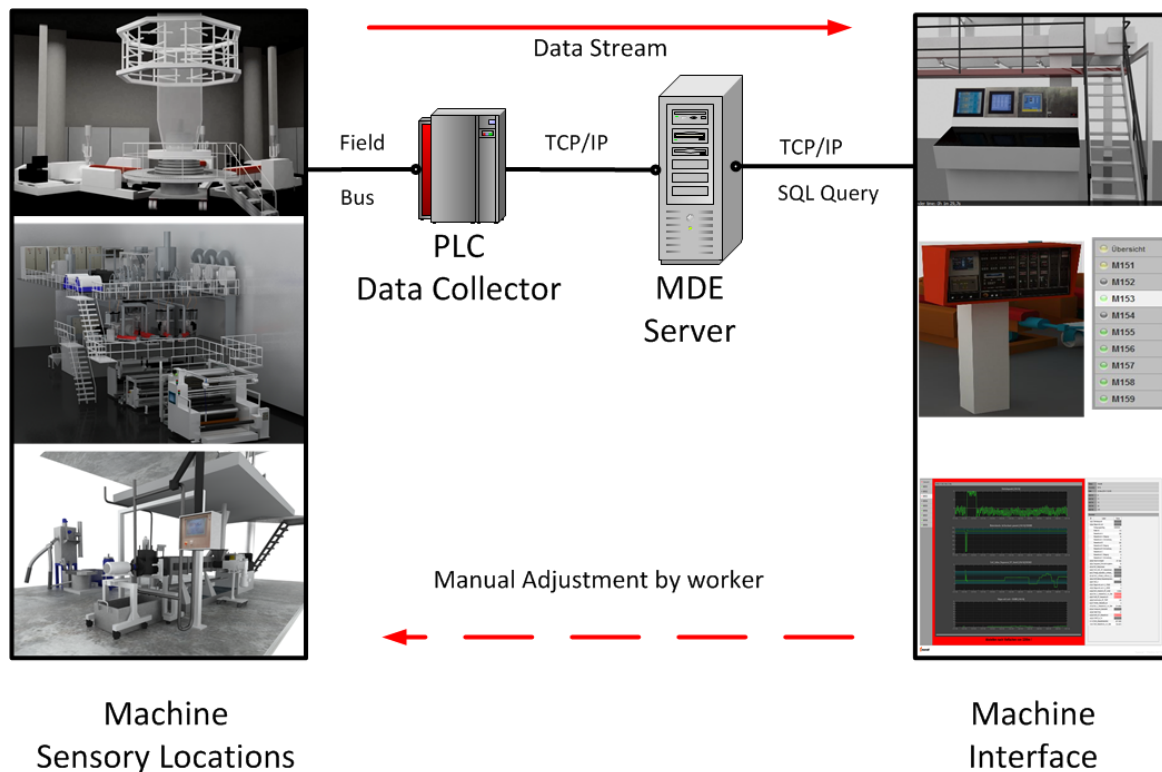 Data Stream
Field
Bus
TCP/IP
TCP/IP
SQL Query
PLC
Data Collector
MDE
Server
Übersicht
M151
M152
M153
M154
M155
M156
M157
M158
M159
Manual Adjustment by worker
Machine
Sensory Locations
Machine
Interface